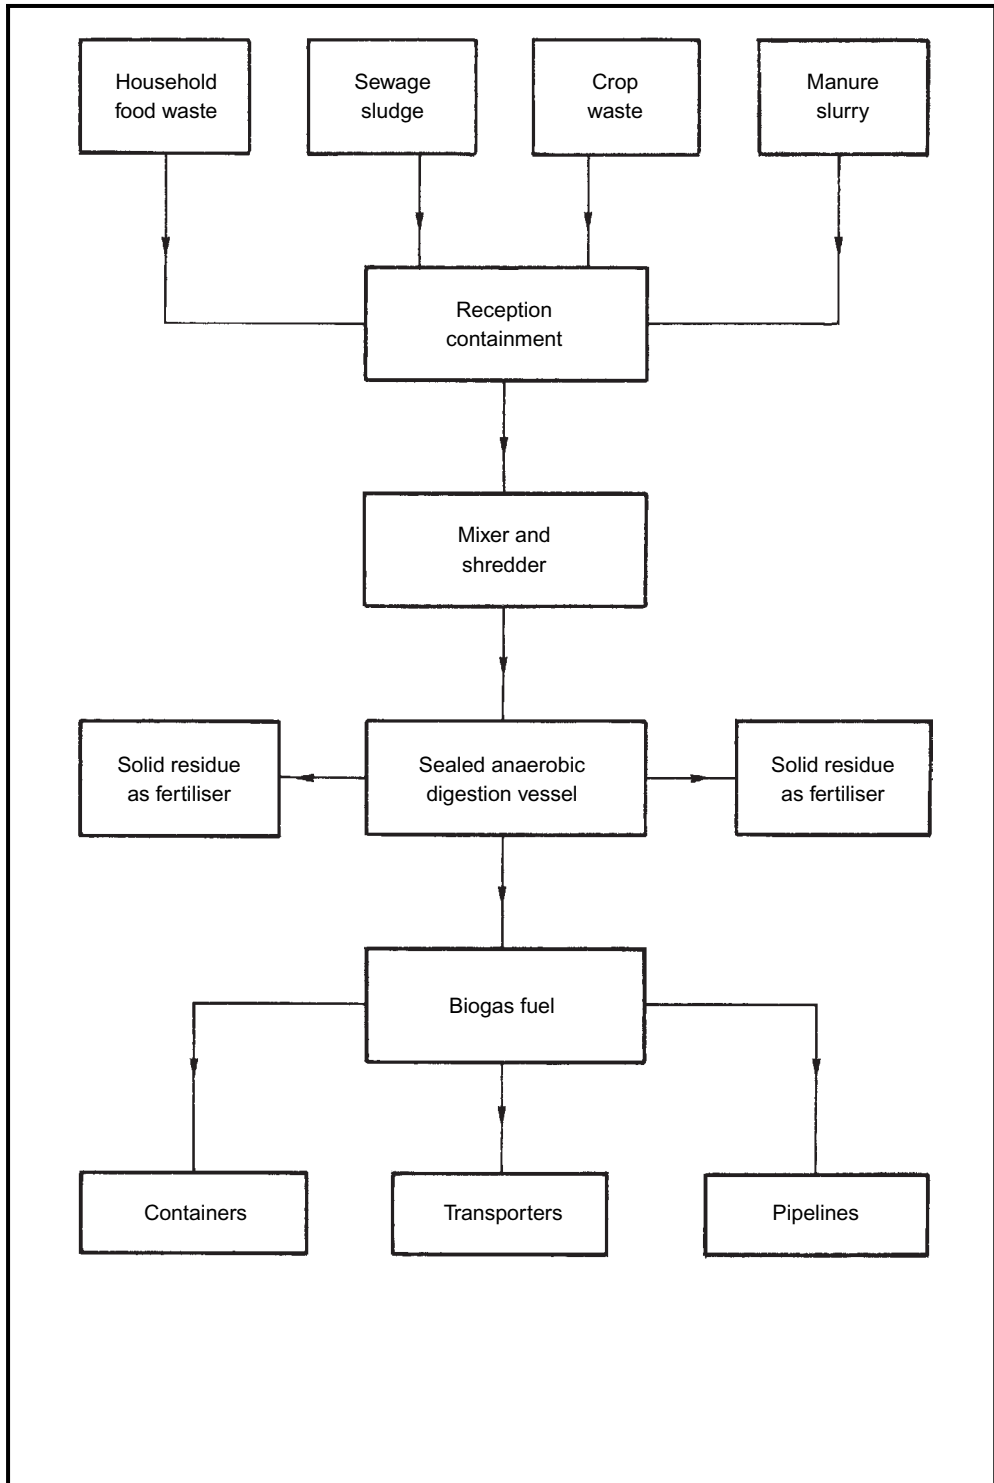 Household
food waste
Sewage
sludge
Crop
waste
Manure
slurry
Reception
containment
Mixer and
shredder
Solid residue
as fertiliser
Sealed anaerobic
digestion vessel
Solid residue
as fertiliser
Biogas fuel
Containers
Transporters
Pipelines